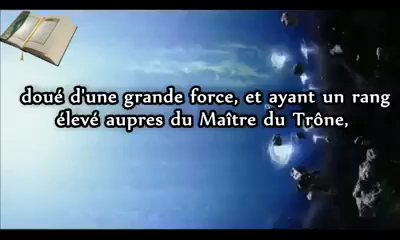 doué d'une grande force, et ayant un rang
élevé aupres du Maître du Trône,